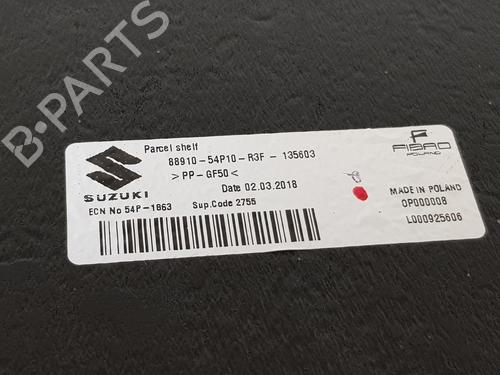 Parcel shelf
88910-54P10-R3F - 135603
>PP-GF50<
Date 02.03.2018
SUZUKI
ECN No 54P-1863 Sup.Code 2755
FIBRO
POLAND
MADE IN POLAND
0P000008
L000925606
B-PARTS